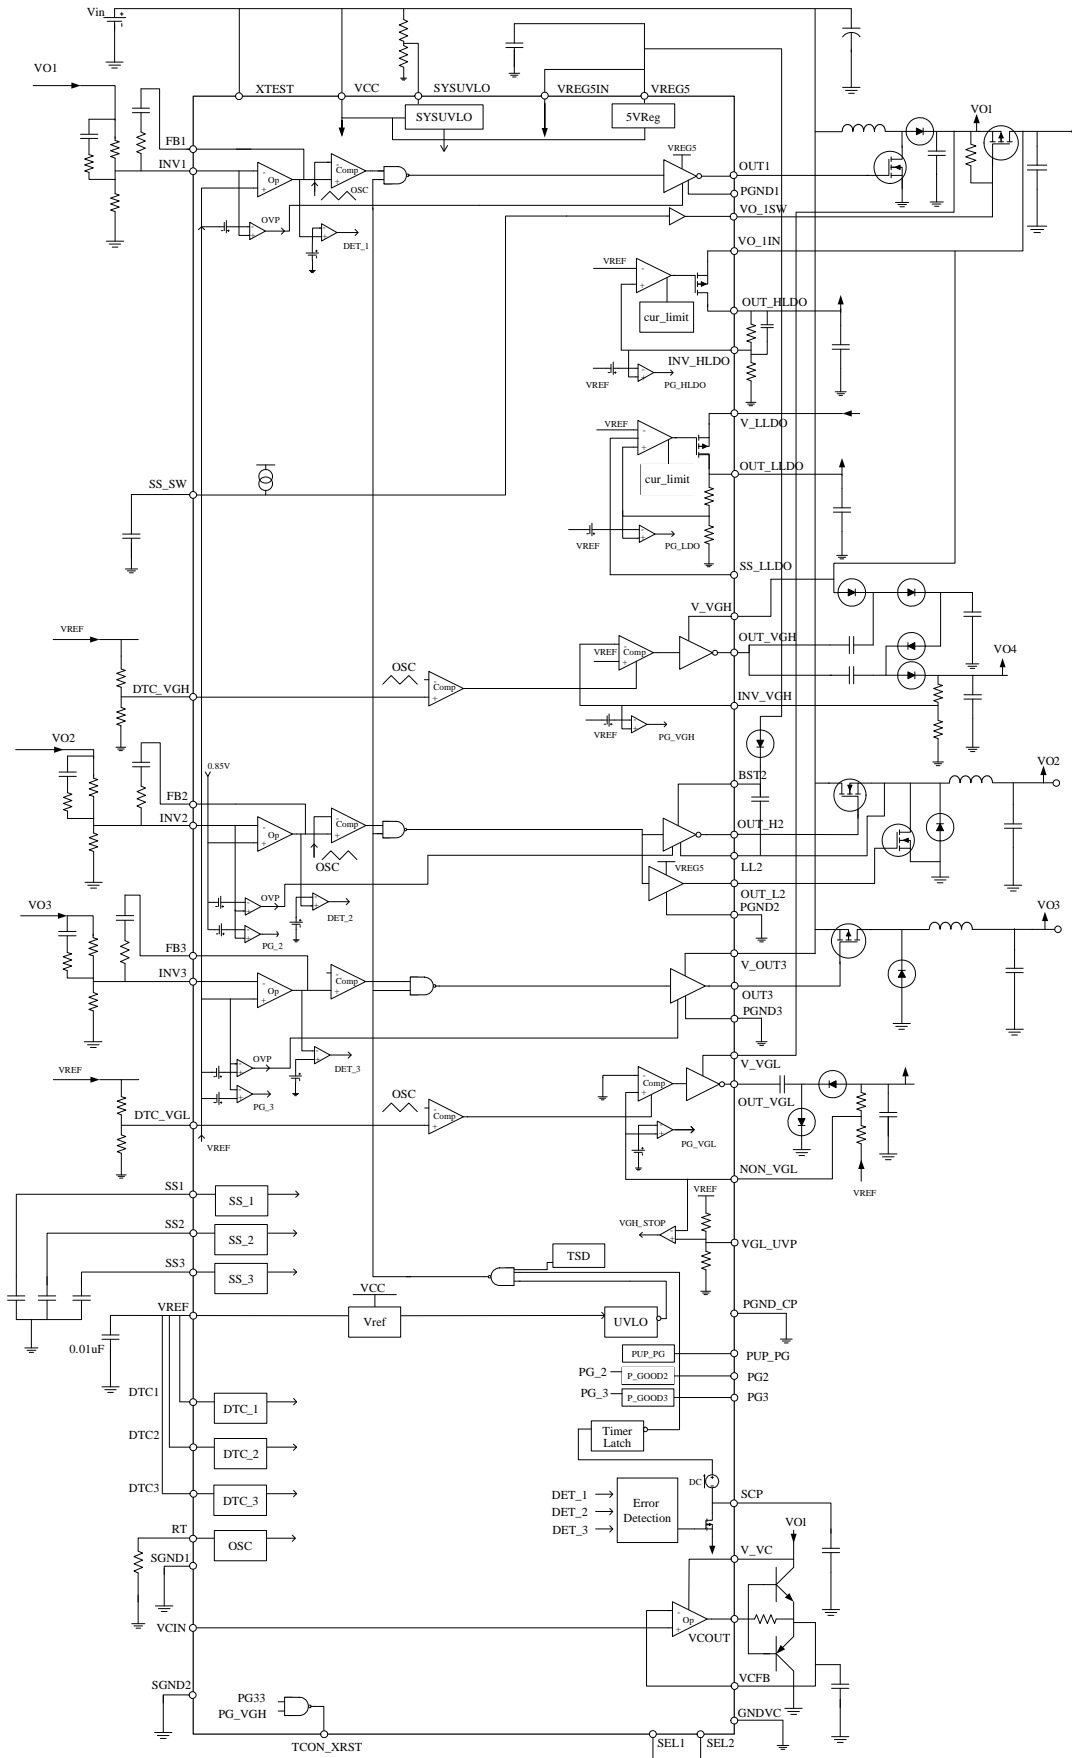 Vin
VO1
XTEST
VCC
SYSUVLO
VREG5IN
VREG5
SYSUVLO
5VReg
VO1
FB1
INV1
Op
Comp
OSC
VREG5
OUT1
PGND1
VO_1SW
OVP
DET_1
VO_1IN
VREF
cur_limit
OUT_HLDO
INV_HLDO
VREF
PG_HLDO
V_LLDO
VREF
cur_limit
OUT_LLDO
SS_SW
VREF
PG_LDO
SS_LLDO
V_VGH
VREF
OUT_VGH
VREF
Comp
VO4
OSC
Comp
DTC_VGH
INV_VGH
VREF
PG_VGH
VO2
VO2
0.85V
BST2
FB2
INV2
Op
Comp
OSC
OUT_H2
LL2
VREG5
OUT_L2
PGND2
OVP
DET_2
PG_2
VO3
VO3
FB3
V_OUT3
INV3
Op
Comp
OUT3
PGND3
OVP
DET_3
V_VGL
VREF
PG_3
OSC
Comp
Comp
OUT_VGL
DTC_VGL
VREF
PG_VGL
NON_VGL
VREF
VREF
SS1
SS_1
VGH_STOP
SS2
SS_2
VGL_UVP
TSD
SS3
SS_3
VCC
VREF
Vref
UVLO
PGND_CP
0.01uF
PUP_PG
PUP_PG
PG_2
P_GOOD2
PG2
PG_3
P_GOOD3
PG3
DTC1
DTC_1
Timer
Latch
DTC2
DTC_2
DC
DTC3
DTC_3
DET_1
DET_2
DET_3
Error
Detection
SCP
RT
OSC
VO1
SGND1
V_VC
VCIN
Op
VCOUT
VCFB
SGND2
PG33
PG_VGH
GNDVC
TCON_XRST
SEL1
SEL2